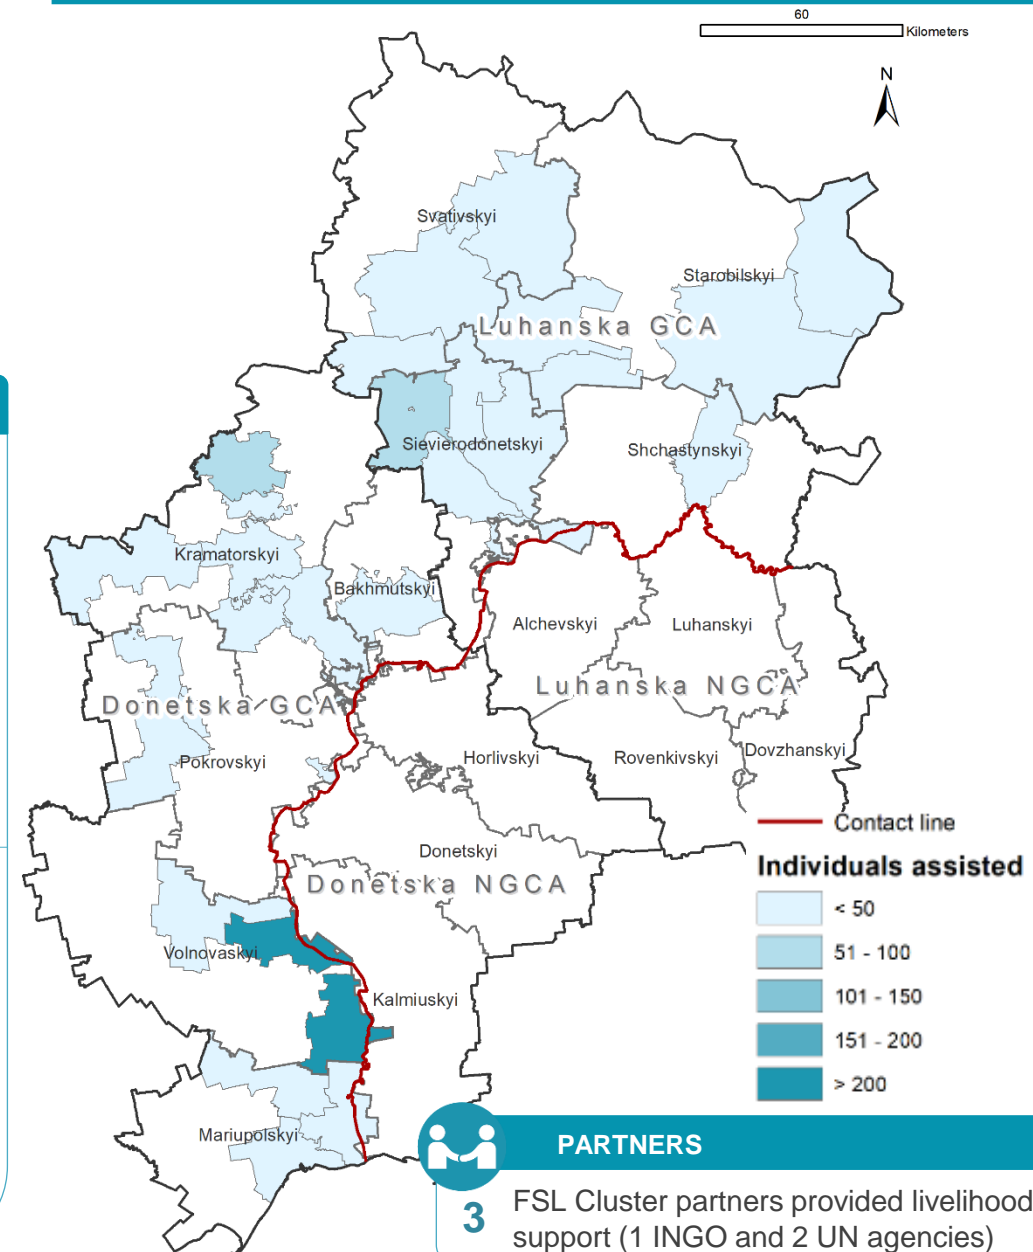 60
Kilometers
N
Svativskyi
Starobilskyi
Luhanska GCA
Sievierodonetskyi
Shchastynskyi
Kramatorskyi
Bakhmutskyi
Alchevskyi
Luhanskyi
Luhanska NGCA
Donetska GCA
Pokrovskyi
Horlivskyi
Rovenkivskyi
Dovzhanskyi
Contact line
Donetskyi
Individuals assisted
Donetska NGCA
< 50
Volnovaskyi
51 - 100
Kalmiuskyi
101 - 150
151 - 200
> 200
Mariupolskyi
PARTNERS
3
FSL Cluster partners provided livelihood
support (1 INGO and 2 UN agencies)